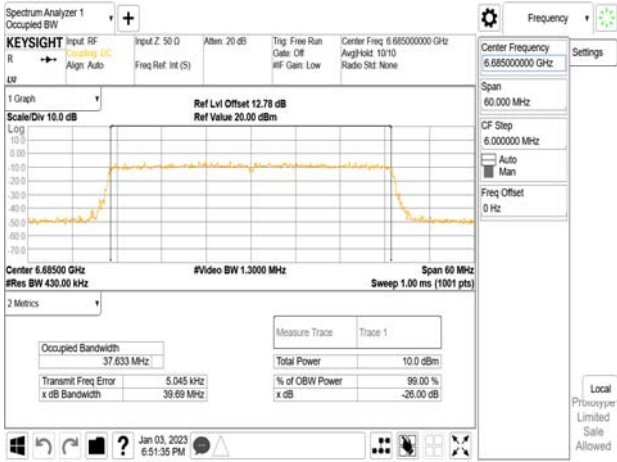 Spectrum Analyzer 1
Occupied BW
Frequency
KEYSIGHT
R
LXI
Input: RF
Coupling: DC
Align: Auto
Input Z: 50 Ω
Freq Ref: Int (S)
Atten: 20 dB
Trig: Free Run
Gate: Off
#IF Gain: Low
Center Freq: 6.685000000 GHz
Avg|Hold: 10/10
Radio Std: None
Center Frequency
6.685000000 GHz
Settings
Span
60.000 MHz
CF Step
6.000000 MHz
Auto
Man
Freq Offset
0 Hz
1 Graph
Scale/Div 10.0 dB
Ref Lvl Offset 12.78 dB
Ref Value 20.00 dBm
Log
10.0
0.00
-10.0
-20.0
-30.0
-40.0
-50.0
-60.0
-70.0
Center 6.68500 GHz
#Res BW 430.00 kHz
#Video BW 1.3000 MHz
Span 60 MHz
Sweep 1.00 ms (1001 pts)
2 Metrics
Measure Trace
Trace 1
Occupied Bandwidth
37.633 MHz
Total Power
10.0 dBm
Transmit Freq Error
5.045 kHz
% of OBW Power
99.00 %
x dB Bandwidth
39.69 MHz
x dB
-26.00 dB
Local
Prototype
Limited
Sale
Allowed
?
Jan 03, 2023
6:51:35 PM